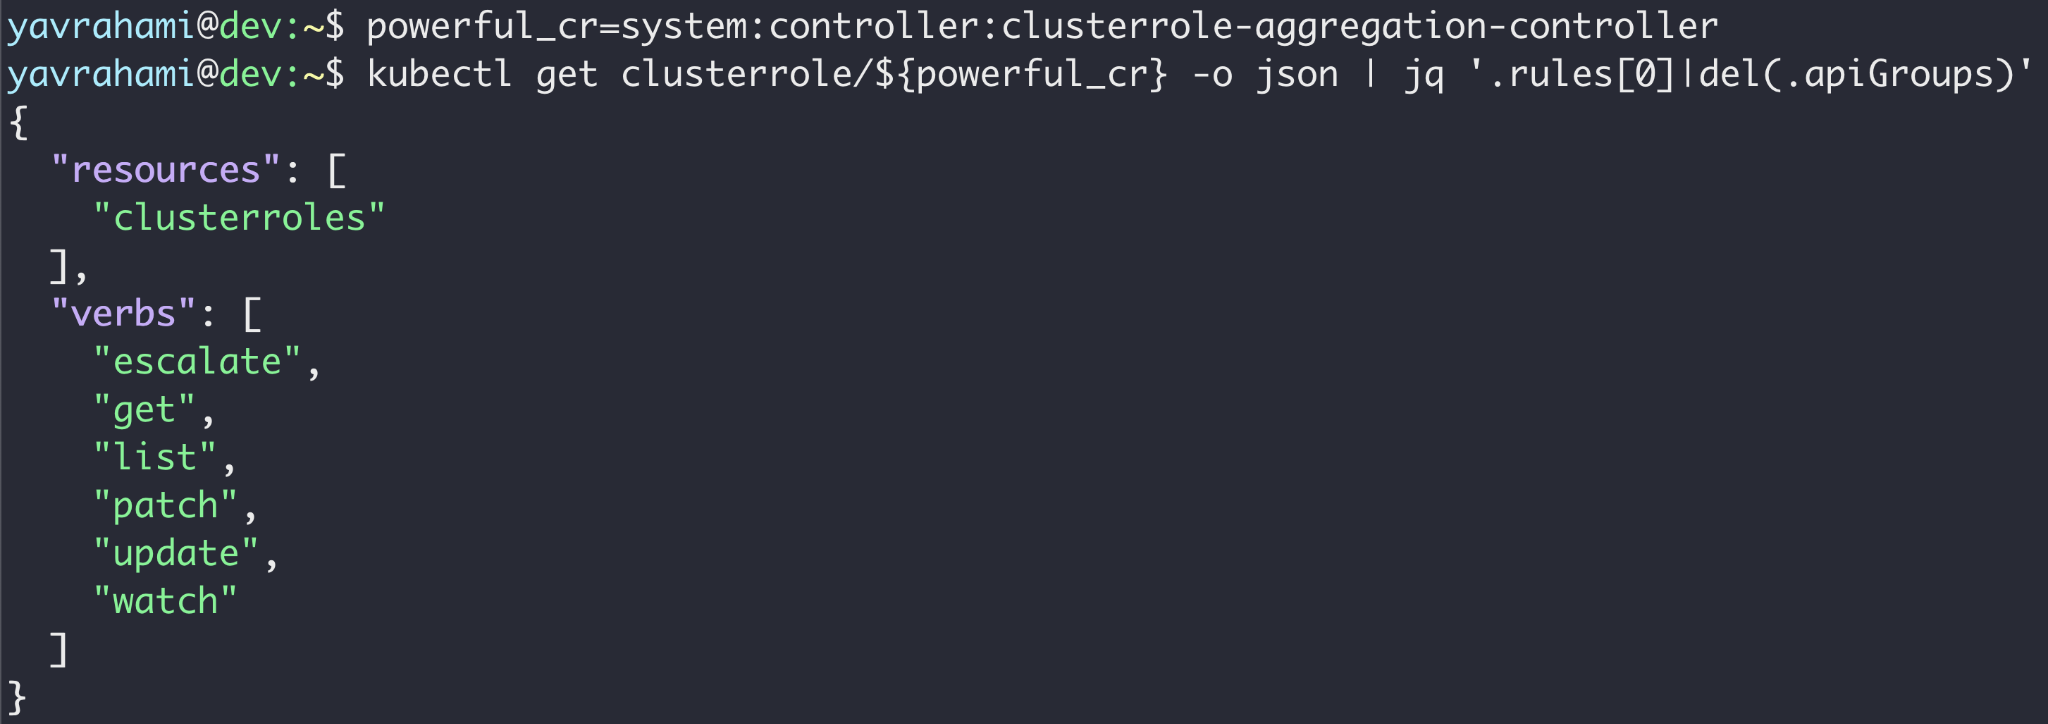 yavrahami@dev:~$ powerful_cr=system:controller:clusterrole-aggregation-controller
yavrahami@dev:~$ kubectl get clusterrole/${powerful_cr} -o json | jq '.rules[0]|del(.apiGroups)'
{
  "resources": [
    "clusterroles"
  ],
  "verbs": [
    "escalate",
    "get",
    "list",
    "patch",
    "update",
    "watch"
  ]
}